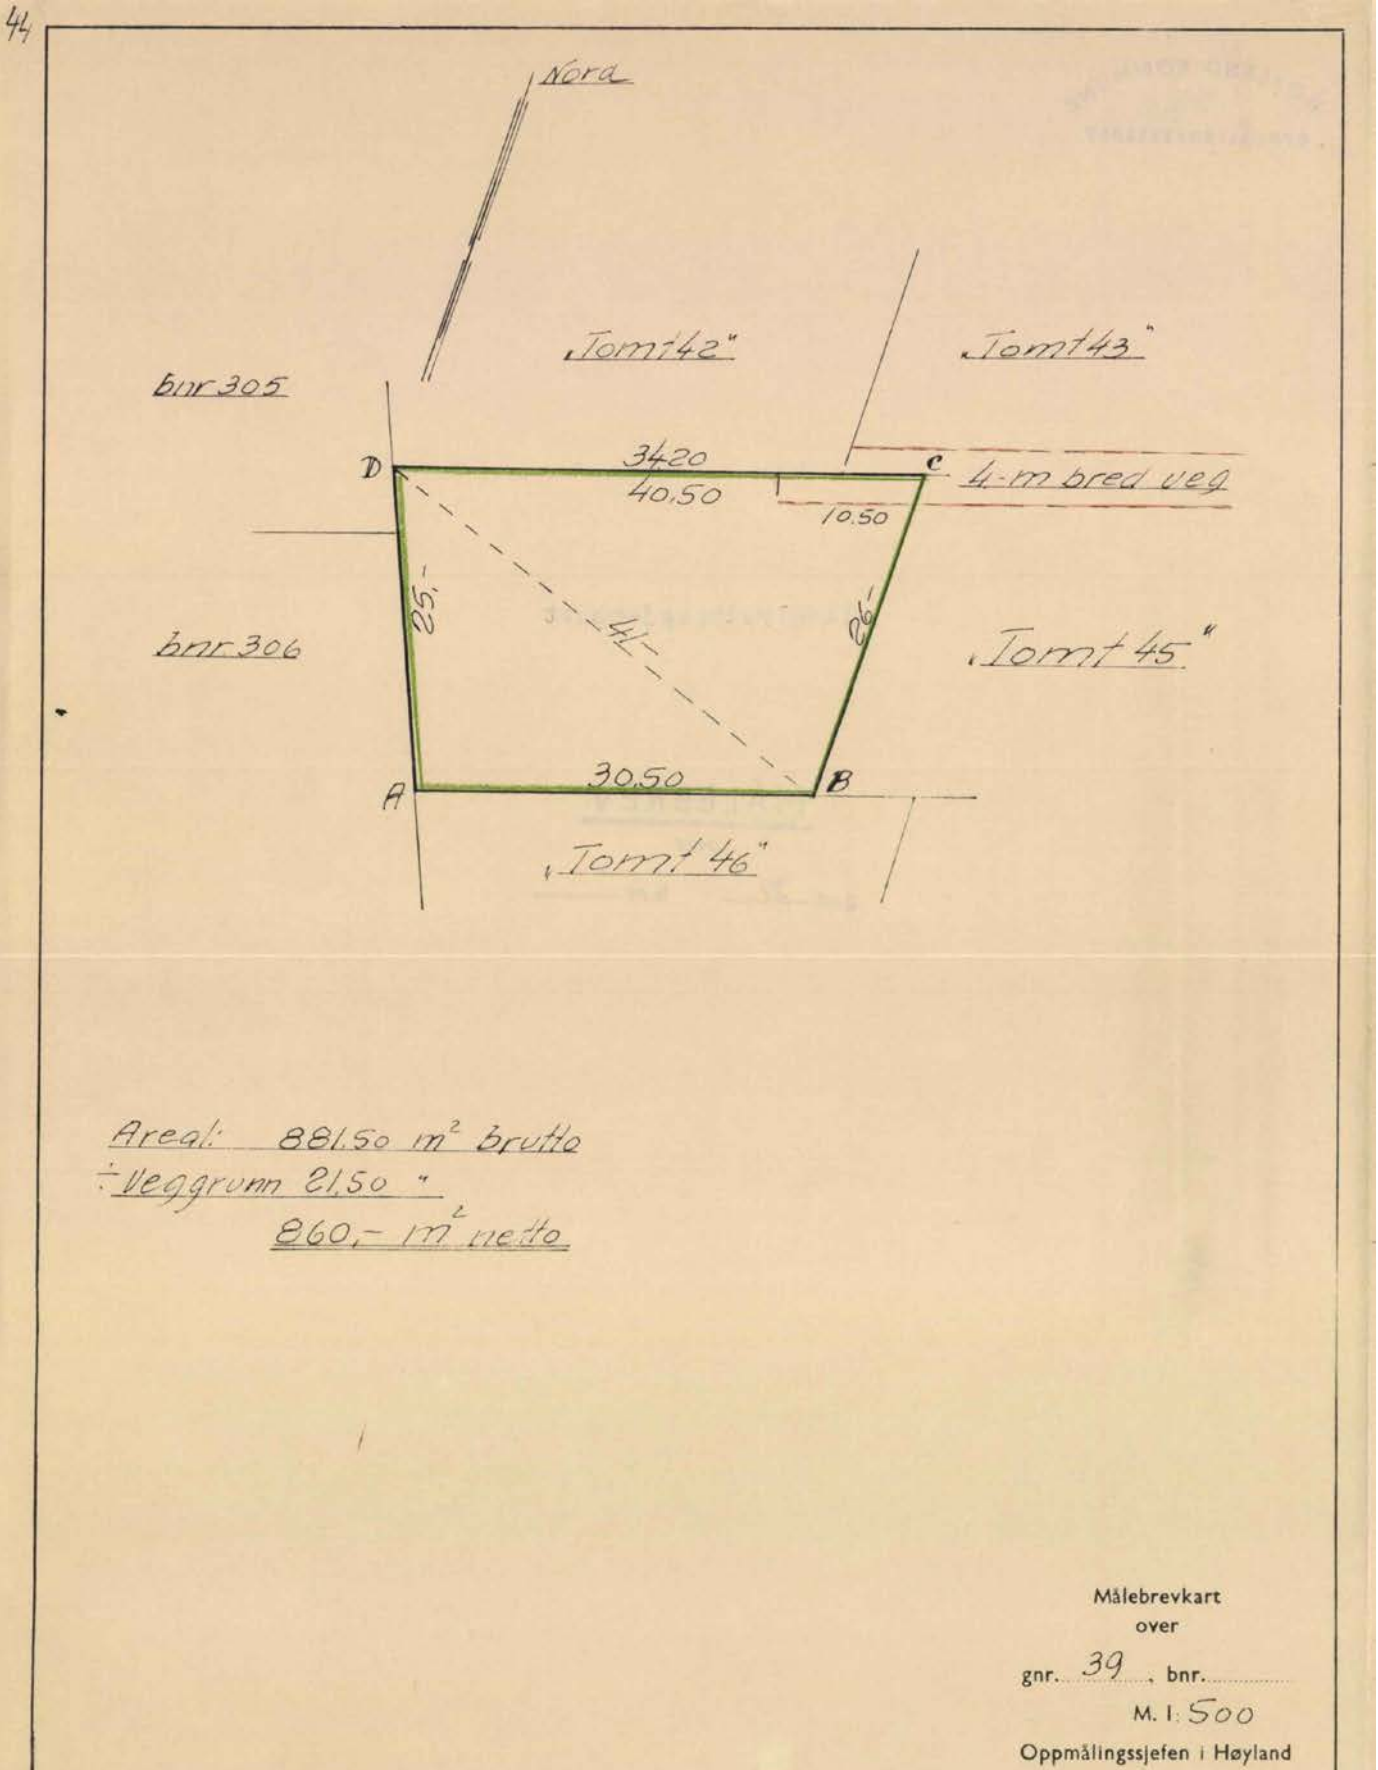 44
Nord
„Tomt 42" „Tomt 43"
bnr 305
D 34.20 C
40,50 4-m bred veg
10.50
25,-
41,-
26,-
bnr. 306 „Tomt 45"
30,50
A B
„Tomt 46"
MÅLEBREV
Areal: 881.50 m² brutto
÷ Veggrunn 21,50 "
860,- m² netto
Målebrevkart
over
gnr. 39, bnr.
M. 1: 500
Oppmålingssjefen i Høyland